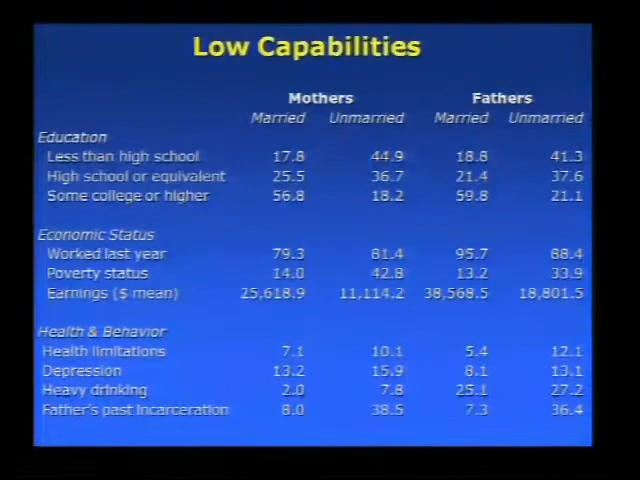 Low Capabilities
Mothers Fathers
Married Unmarried Married Unmarried
Education
Less than high school 17.8 44.9 18.8 41.3
High school or equivalent 25.5 36.7 21.4 37.6
Some college or higher 56.8 18.2 59.8 21.1
Economic Status
Worked last year 79.3 81.4 95.7 88.4
Poverty status 14.0 42.8 13.2 33.9
Earnings ($ mean) 25,618.9 11,114.2 38,568.5 18,801.5
Health & Behavior
Health limitations 7.1 10.1 5.4 12.1
Depression 13.2 15.9 8.1 13.1
Heavy drinking 2.0 7.8 25.1 27.2
Father's past incarceration 8.0 38.5 7.3 36.4